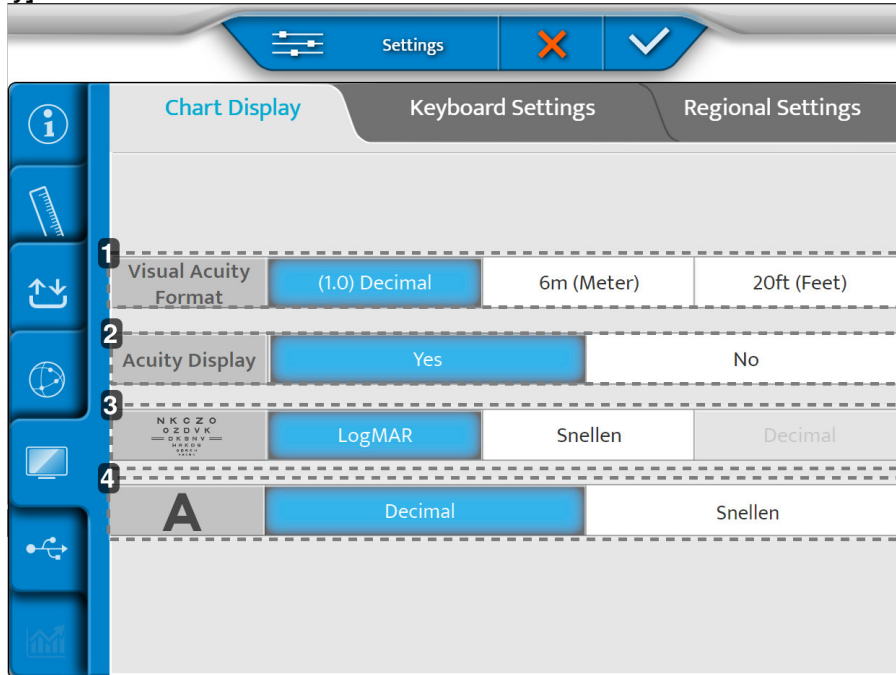 Settings
Chart Display Keyboard Settings Regional Settings
1
Visual Acuity Format (1.0) Decimal 6m (Meter) 20ft (Feet)
2
Acuity Display Yes No
3
N K C Z O
O Z D V K
D K S N V
LogMAR Snellen Decimal
4
A Decimal Snellen